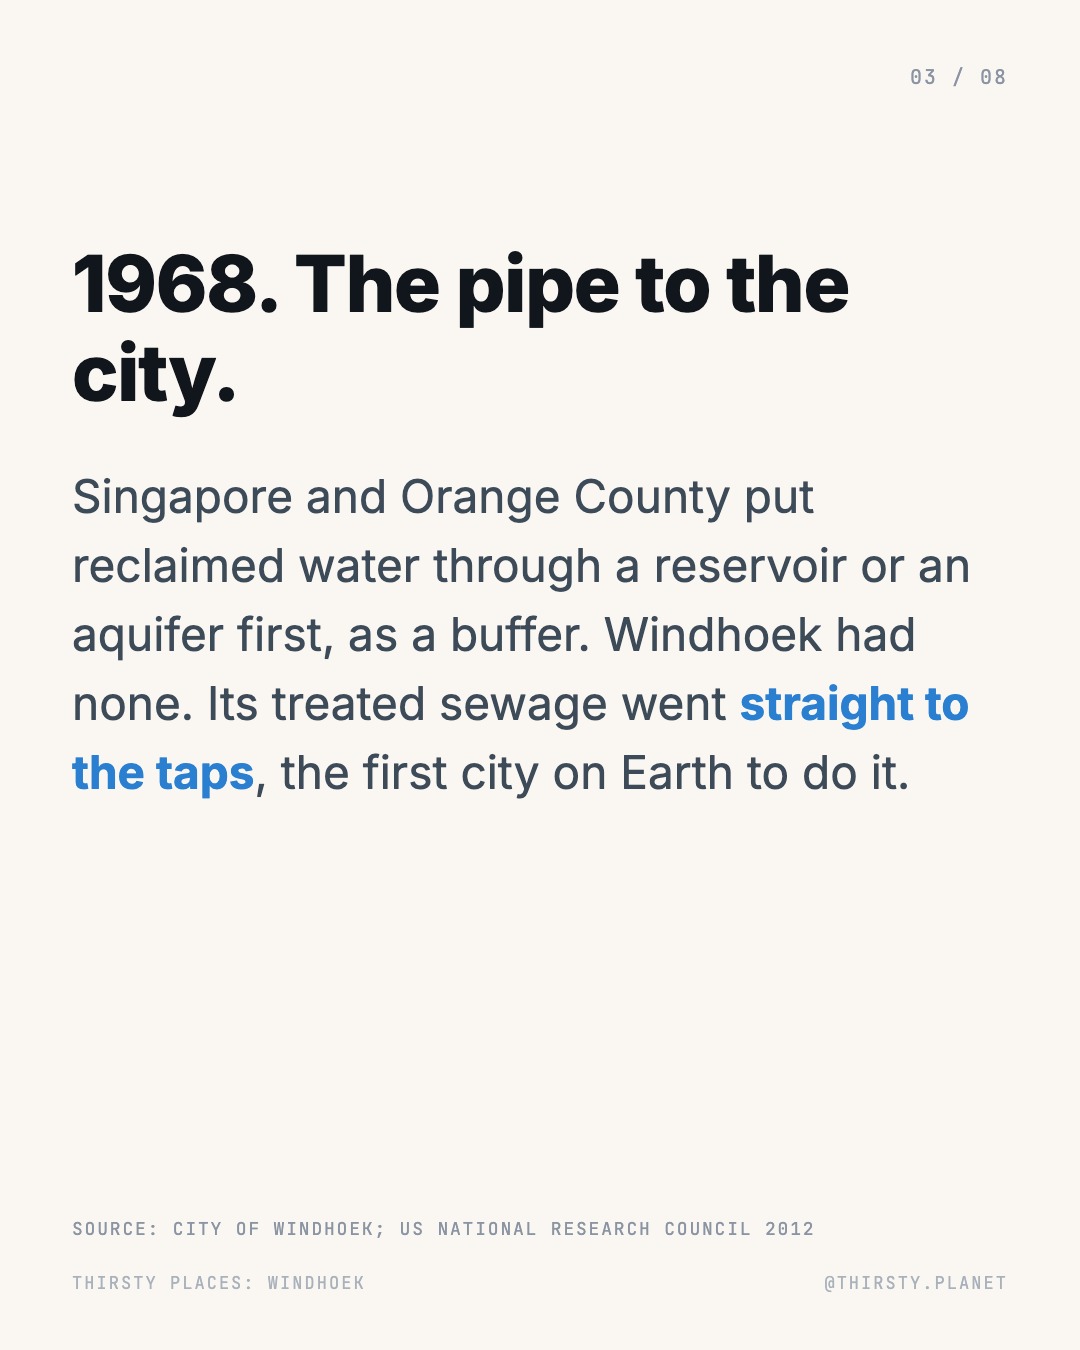 03 / 08
1968. The pipe to the
city.
Singapore and Orange County put
reclaimed water through a reservoir or an
aquifer first, as a buffer. Windhoek had
none. Its treated sewage went straight to
the taps, the first city on Earth to do it.
SOURCE: CITY OF WINDHOEK; US NATIONAL RESEARCH COUNCIL 2012
THIRSTY PLACES: WINDHOEK
@THIRSTY.PLANET